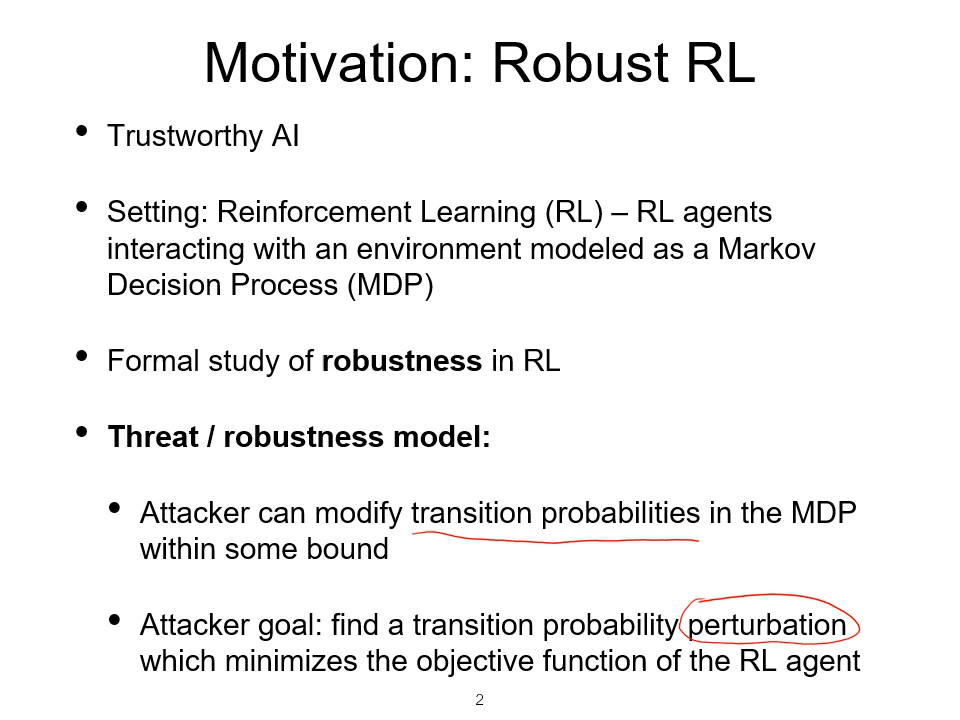 Motivation: Robust RL
• Trustworthy AI
• Setting: Reinforcement Learning (RL) – RL agents
interacting with an environment modeled as a Markov
Decision Process (MDP)
• Formal study of robustness in RL
• Threat / robustness model:
• Attacker can modify transition probabilities in the MDP
within some bound
• Attacker goal: find a transition probability perturbation
which minimizes the objective function of the RL agent
2